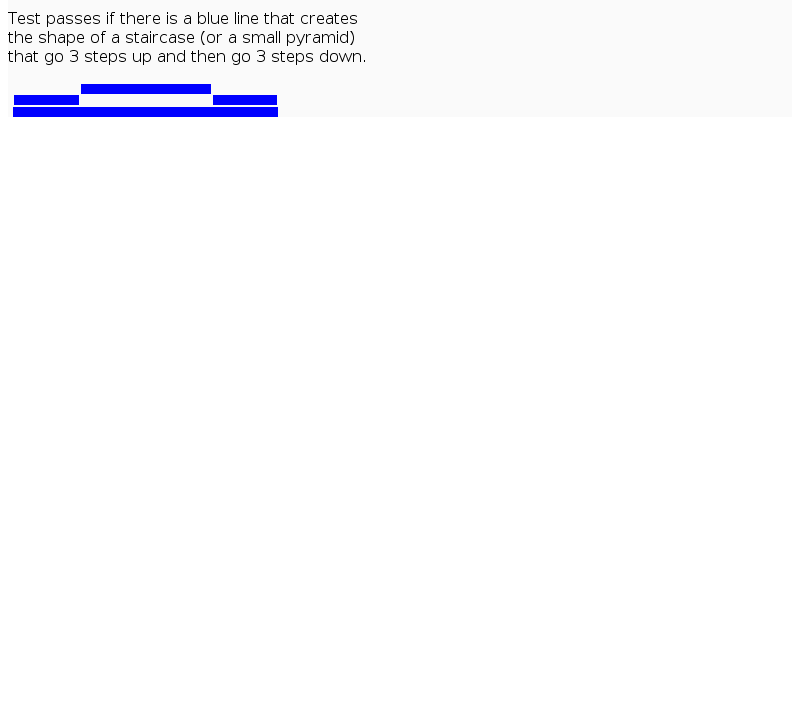 Test passes if there is a blue line that creates
the shape of a staircase (or a small pyramid)
that go 3 steps up and then go 3 steps down.